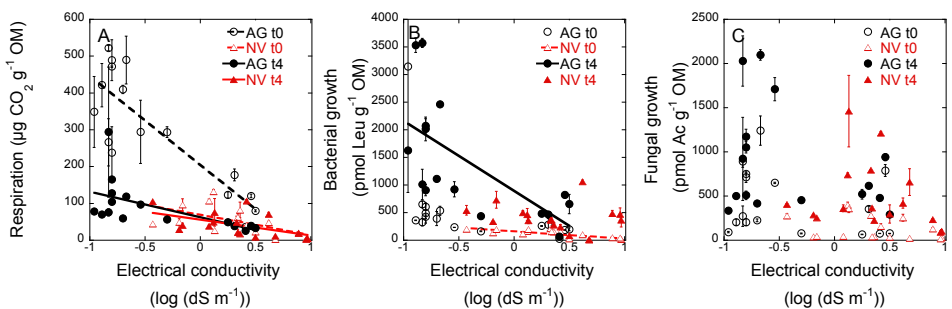 A
AG t0
NV t0
AG t4
NV t4
Respiration (µg CO2 g-1 OM)
600
500
400
300
200
100
0
-1 -0.5 0 0.5 1
Electrical conductivity
(log (dS m-1))
B
AG t0
NV t0
AG t4
NV t4
Bacterial growth
(pmol Leu g-1 OM)
4000
3500
3000
2500
2000
1500
1000
500
0
-1 -0.5 0 0.5 1
Electrical conductivity
(log (dS m-1))
C
AG t0
NV t0
AG t4
NV t4
Fungal growth
(pmol Ac g-1 OM)
2500
2000
1500
1000
500
0
-1 -0.5 0 0.5 1
Electrical conductivity
(log (dS m-1))